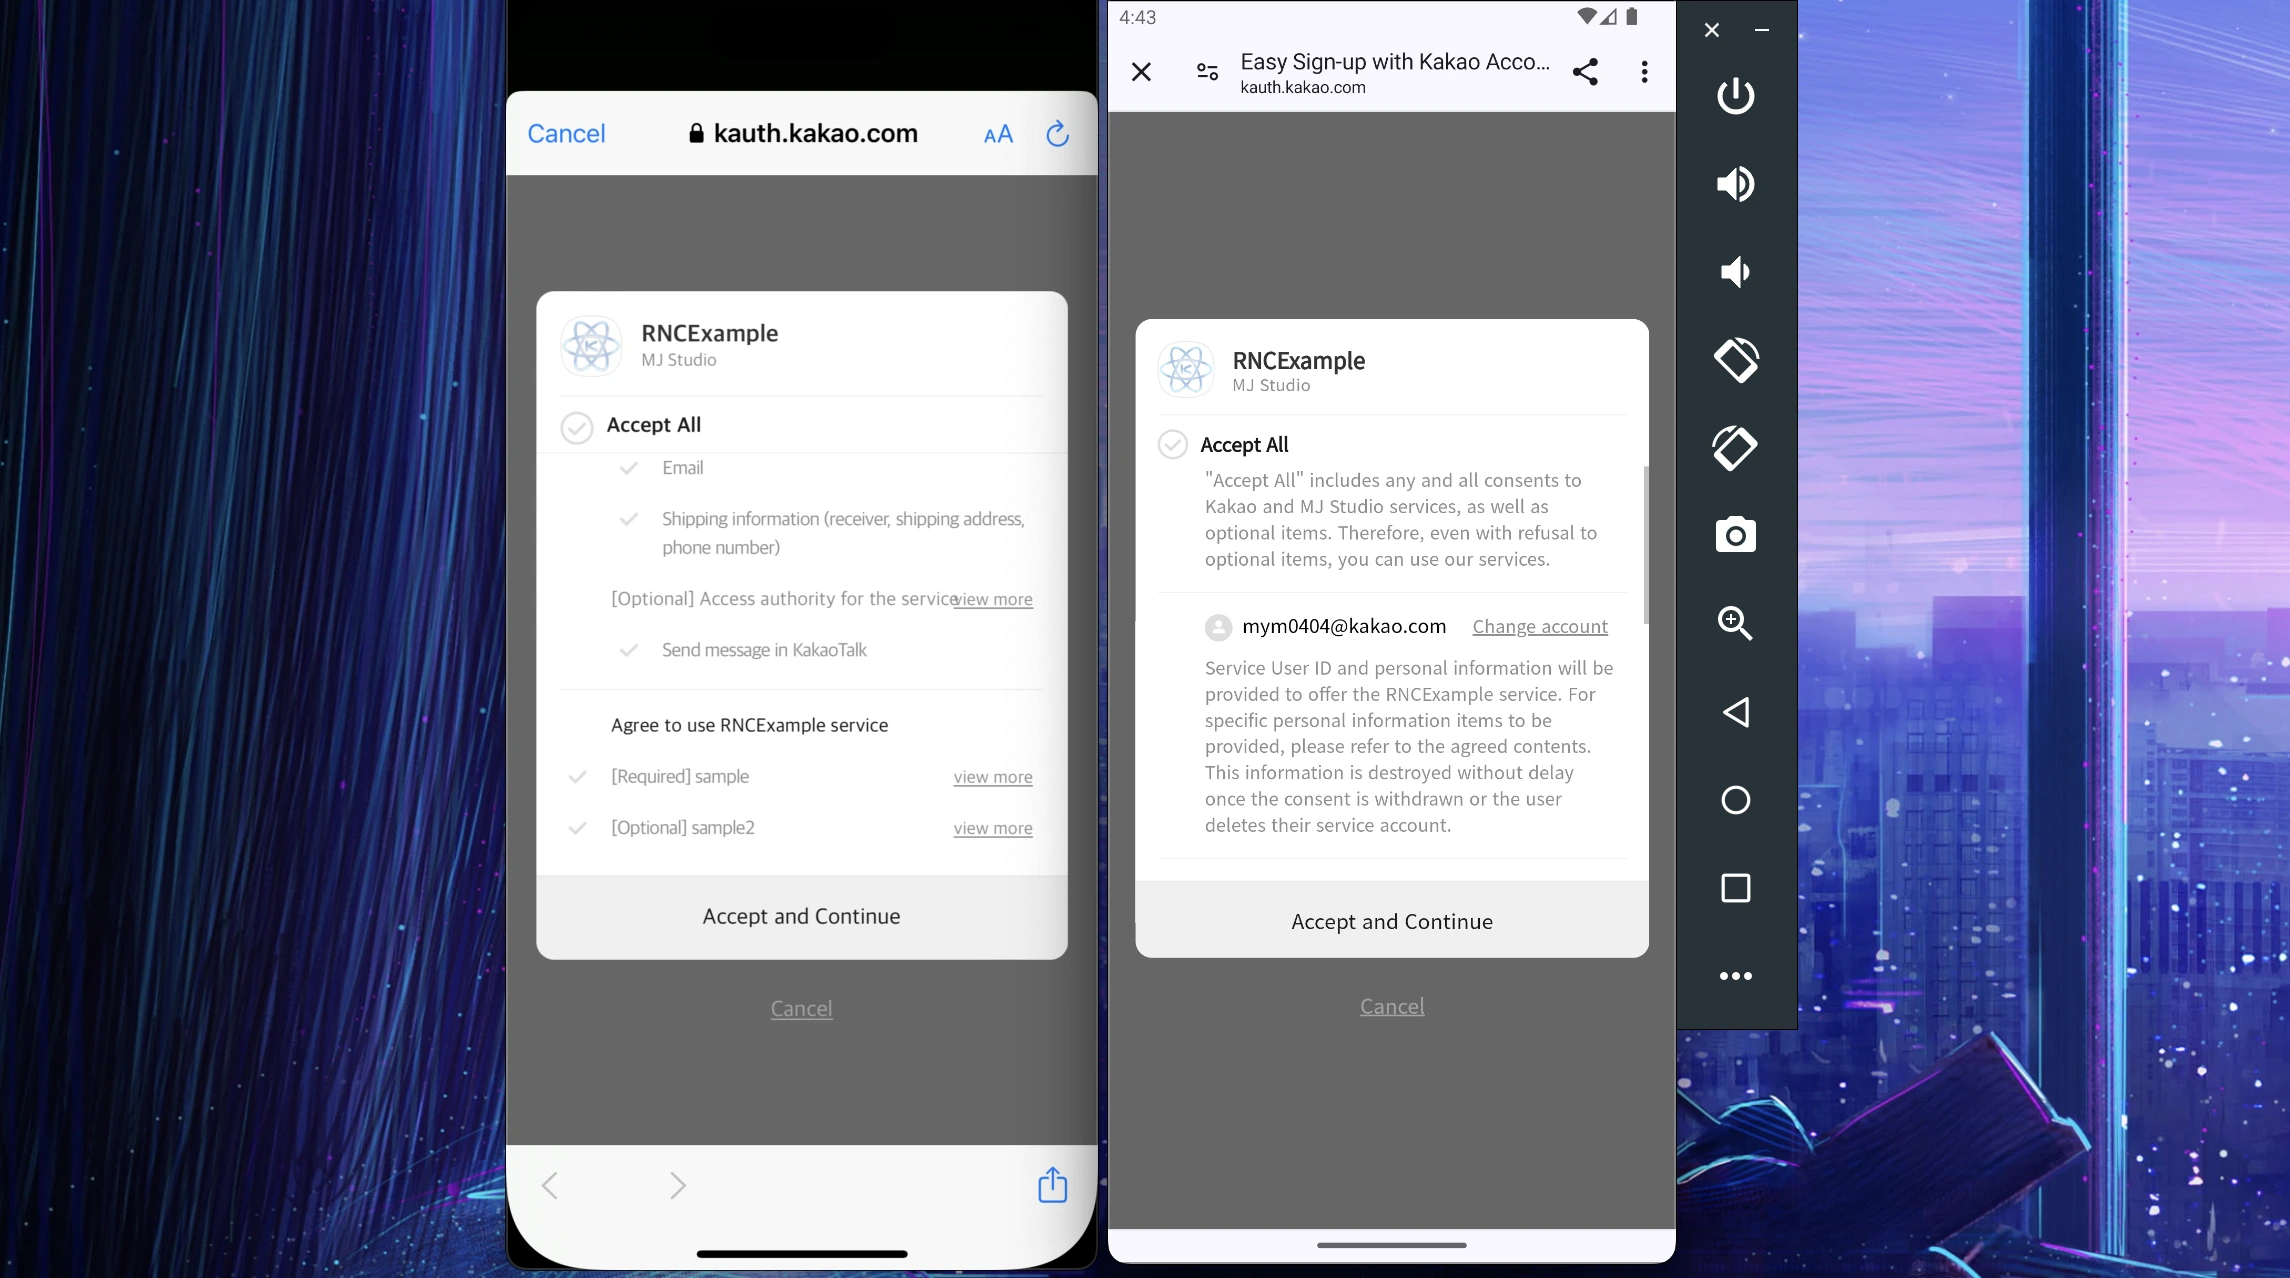 Cancel
kauth.kakao.com
AA
RNCExample
MJ Studio
Accept All
Email
Shipping information (receiver, shipping address,
phone number)
[Optional] Access authority for the service
view more
Send message in KakaoTalk
Agree to use RNCExample service
[Required] sample
view more
[Optional] sample2
view more
Accept and Continue
Cancel
4:43
Easy Sign-up with Kakao Acco...
kauth.kakao.com
RNCExample
MJ Studio
Accept All
"Accept All" includes any and all consents to
Kakao and MJ Studio services, as well as
optional items. Therefore, even with refusal to
optional items, you can use our services.
mym0404@kakao.com
Change account
Service User ID and personal information will be
provided to offer the RNCExample service. For
specific personal information items to be
provided, please refer to the agreed contents.
This information is destroyed without delay
once the consent is withdrawn or the user
deletes their service account.
Accept and Continue
Cancel